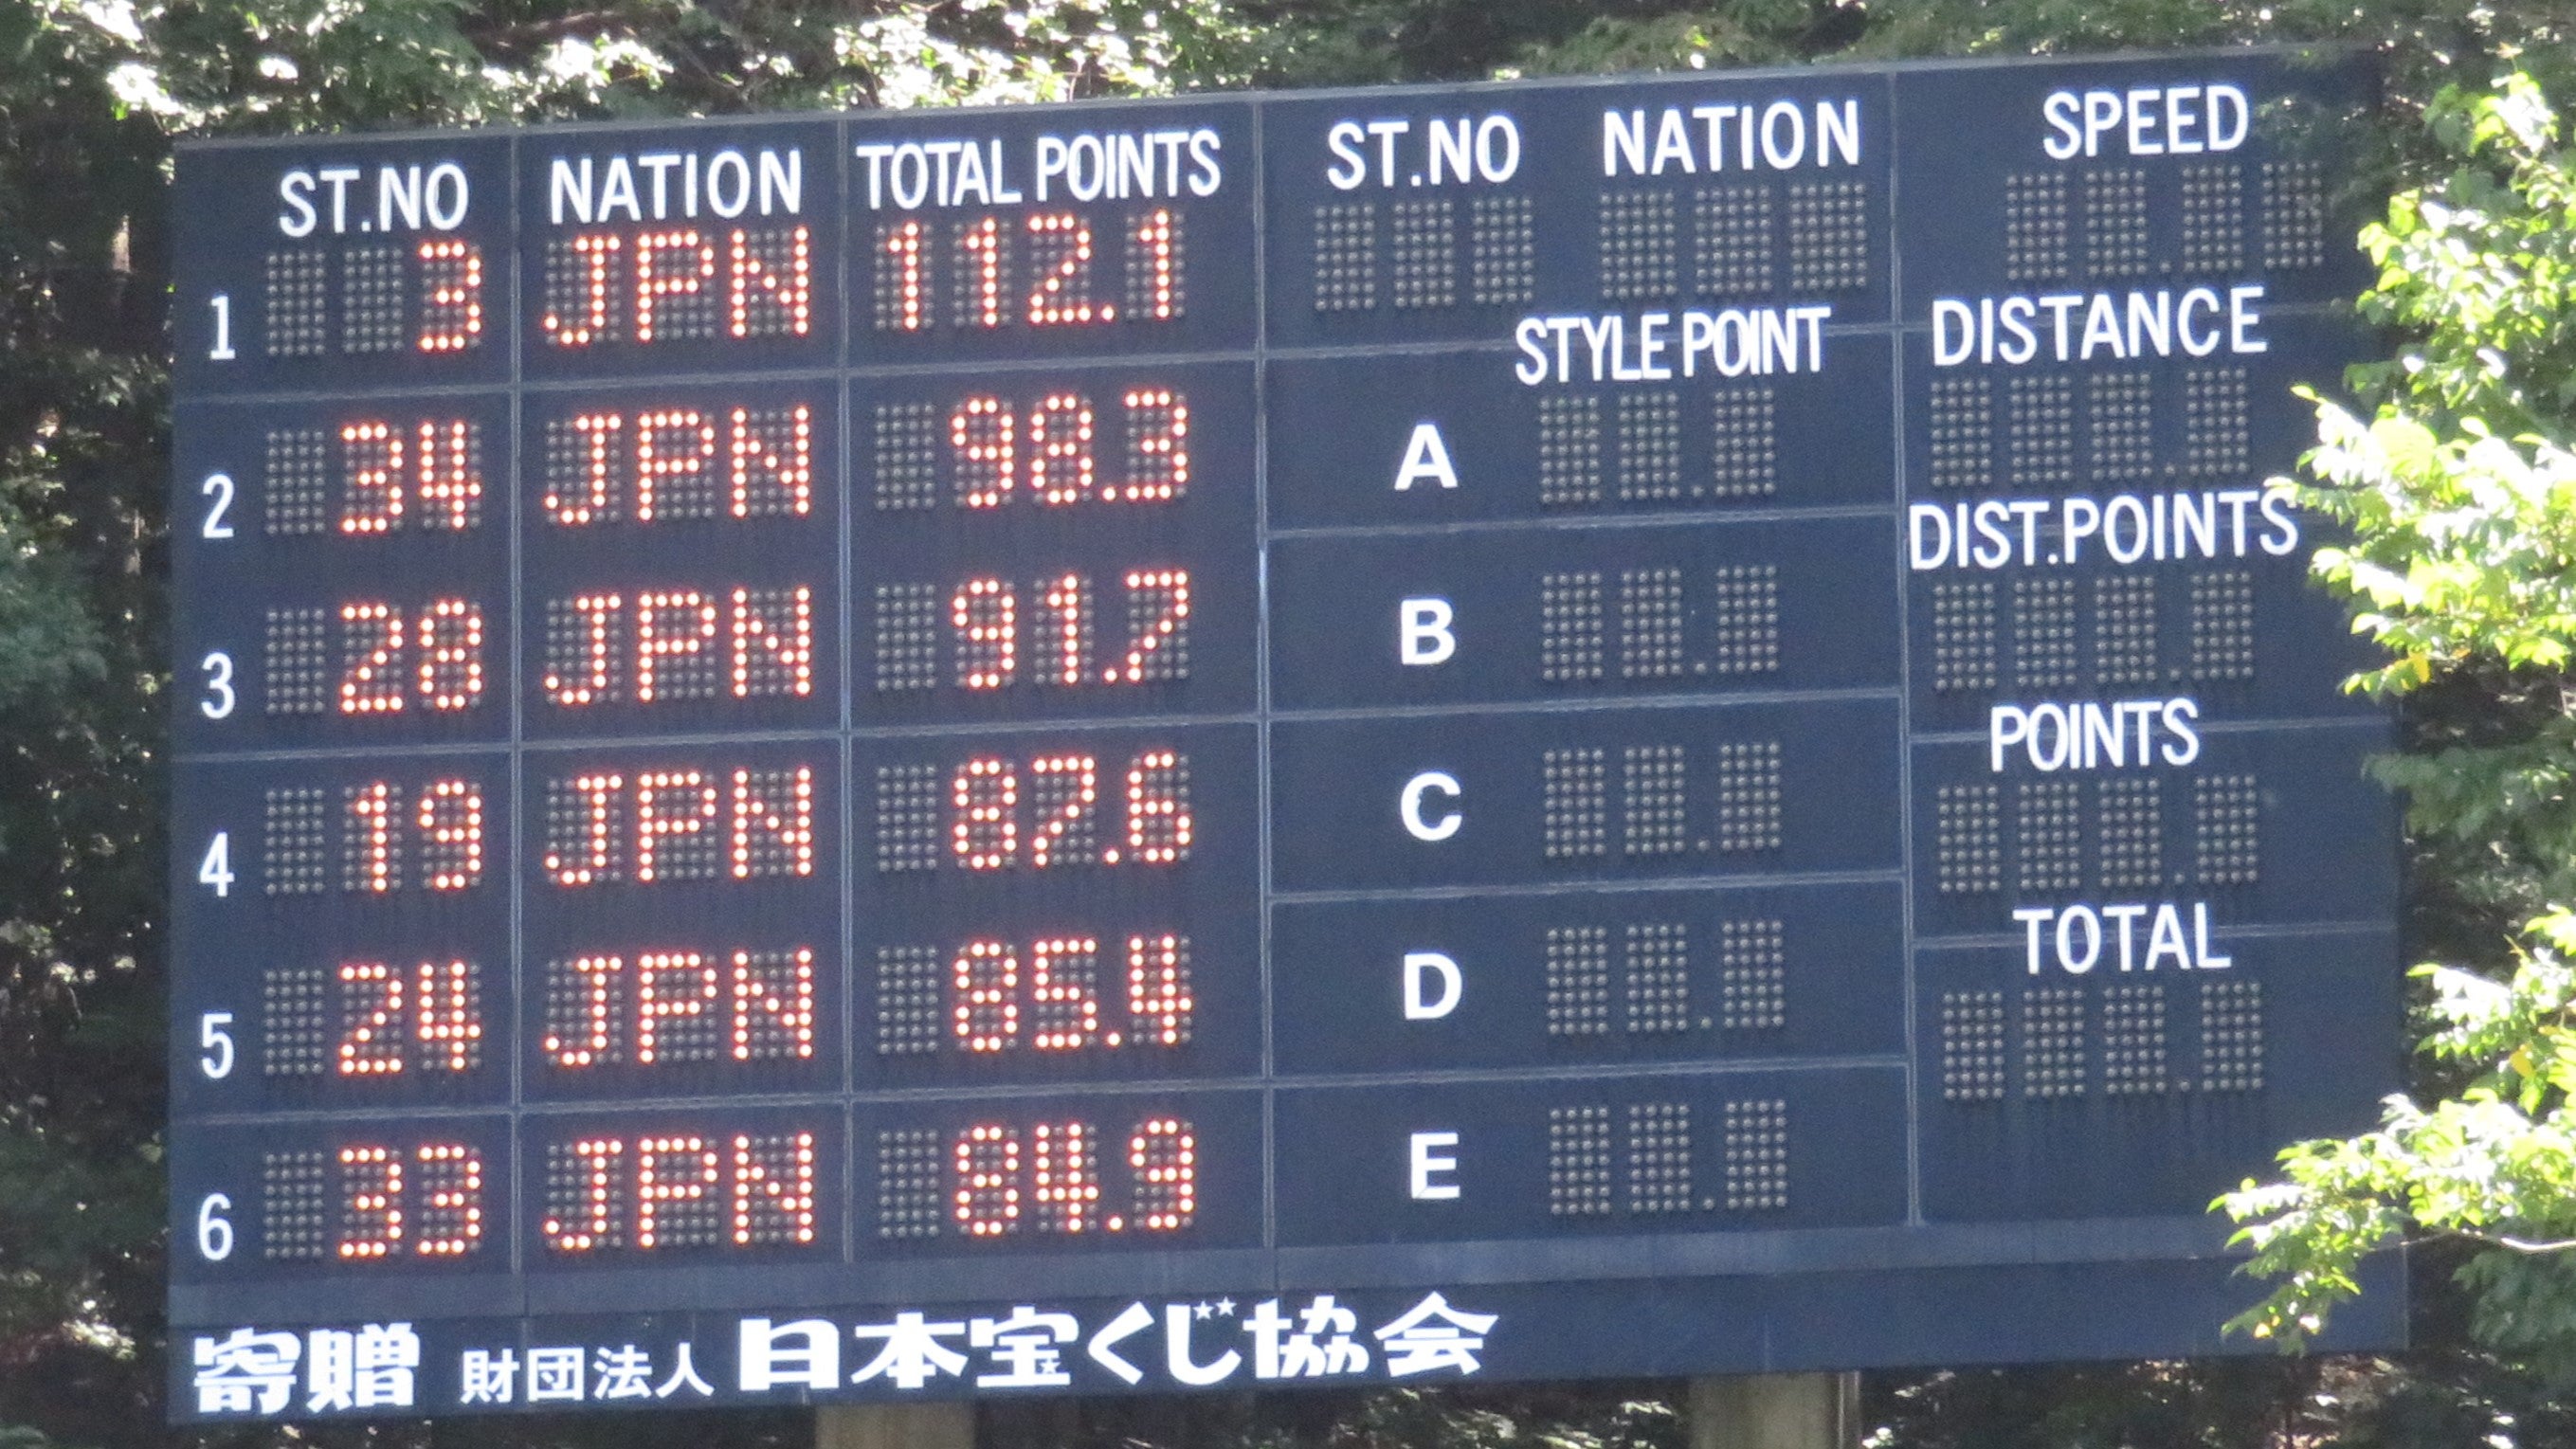 ST.NO NATION TOTAL POINTS
1 3 JPN 112.1
2 34 JPN 98.3
3 28 JPN 91.7
4 19 JPN 87.6
5 24 JPN 85.4
6 33 JPN 84.9
ST.NO NATION
STYLE POINT
A
B
C
D
E
SPEED
DISTANCE
DIST.POINTS
POINTS
TOTAL
寄贈 財団法人 日本宝くじ協会